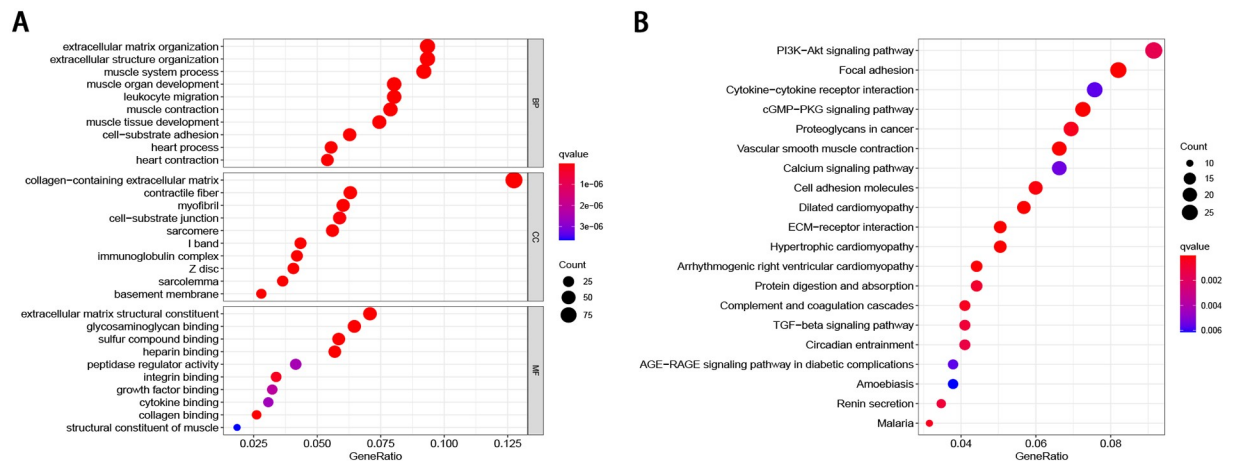 A
extracellular matrix organization
extracellular structure organization
muscle system process
muscle organ development
leukocyte migration
muscle contraction
muscle tissue development
cell−substrate adhesion
heart process
heart contraction
BP
collagen−containing extracellular matrix
contractile fiber
myofibril
cell−substrate junction
sarcomere
I band
immunoglobulin complex
Z disc
sarcolemma
basement membrane
CC
extracellular matrix structural constituent
glycosaminoglycan binding
sulfur compound binding
heparin binding
peptidase regulator activity
integrin binding
growth factor binding
cytokine binding
collagen binding
structural constituent of muscle
MF
0.025 0.050 0.075 0.100 0.125
GeneRatio
qvalue
1e−06
2e−06
3e−06
Count
25
50
75
B
PI3K−Akt signaling pathway
Focal adhesion
Cytokine−cytokine receptor interaction
cGMP−PKG signaling pathway
Proteoglycans in cancer
Vascular smooth muscle contraction
Calcium signaling pathway
Cell adhesion molecules
Dilated cardiomyopathy
ECM−receptor interaction
Hypertrophic cardiomyopathy
Arrhythmogenic right ventricular cardiomyopathy
Protein digestion and absorption
Complement and coagulation cascades
TGF−beta signaling pathway
Circadian entrainment
AGE−RAGE signaling pathway in diabetic complications
Amoebiasis
Renin secretion
Malaria
0.04 0.06 0.08
GeneRatio
Count
10
15
20
25
qvalue
0.002
0.004
0.006